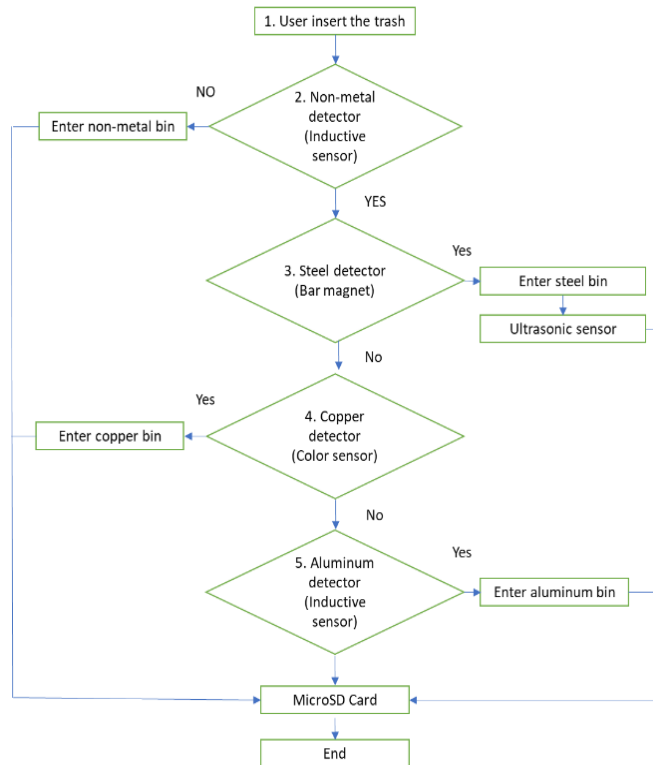 1. User insert the trash
NO
2. Non-metal
detector
(Inductive
sensor)
Enter non-metal bin
YES
3. Steel detector
(Bar magnet)
Yes
Enter steel bin
Ultrasonic sensor
No
Yes
4. Copper
detector
(Color sensor)
Enter copper bin
No
5. Aluminum
detector
(Inductive
sensor)
Yes
Enter aluminum bin
MicroSD Card
End